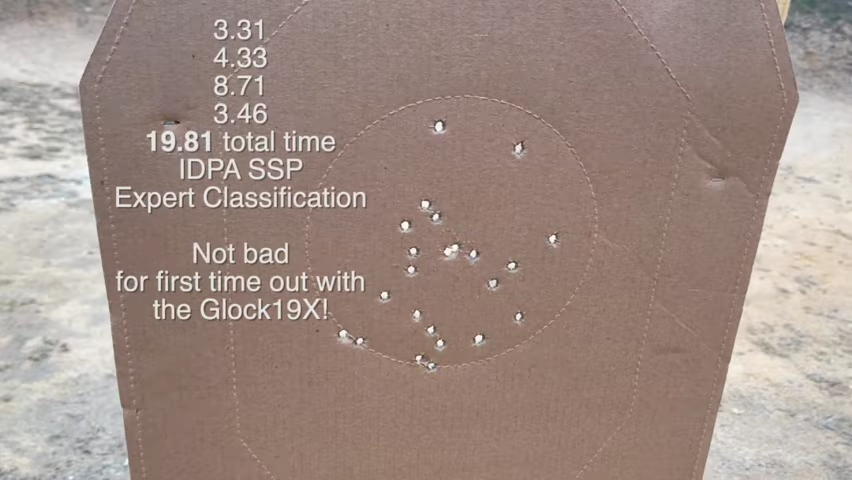 3.31
4.33
8.71
3.46
19.81 total time
IDPA SSP
Expert Classification
Not bad
for first time out with
the Glock19X!